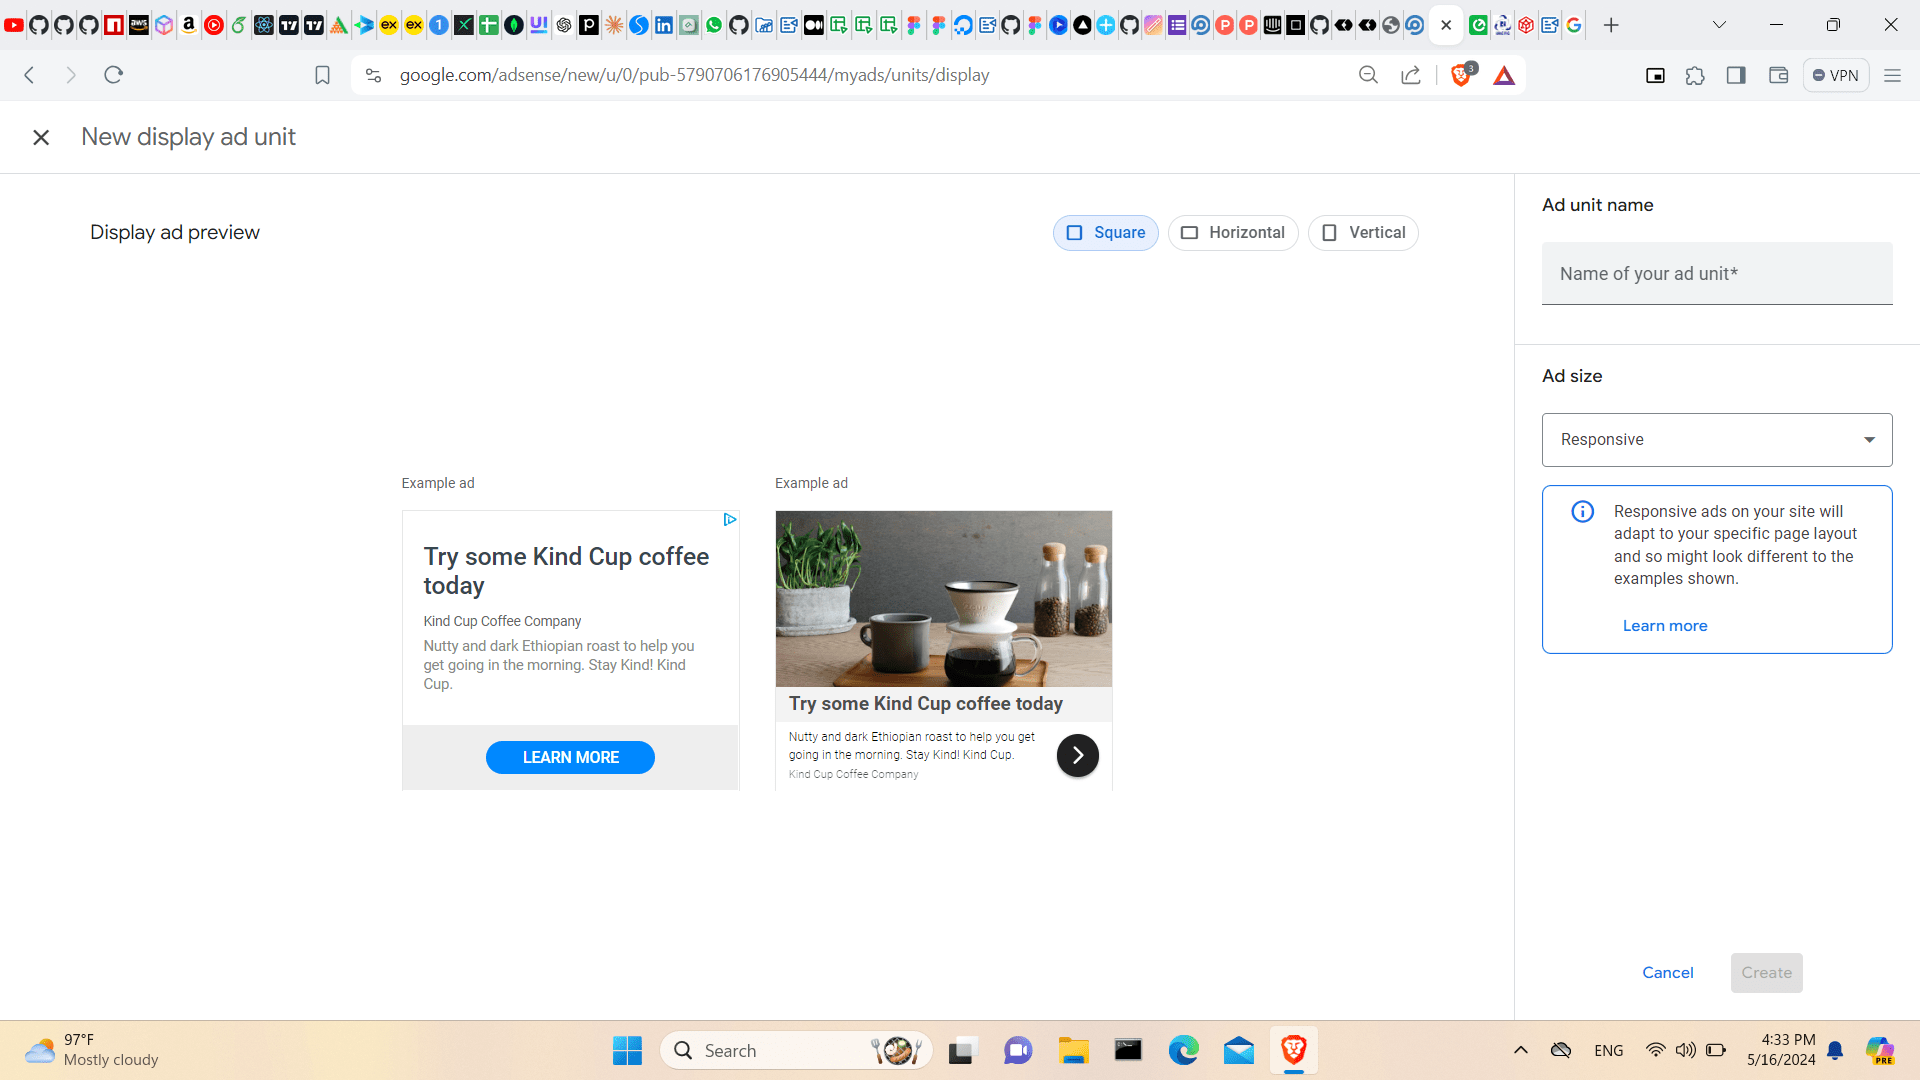 google.com/adsense/new/u/0/pub-5790706176905444/myads/units/display
3
VPN
New display ad unit
Display ad preview
Square
Horizontal
Vertical
Ad unit name
Name of your ad unit*
Ad size
Responsive
Responsive ads on your site will
adapt to your specific page layout
and so might look different to the
examples shown.
Learn more
Example ad
Try some Kind Cup coffee
today
Kind Cup Coffee Company
Nutty and dark Ethiopian roast to help you
get going in the morning. Stay Kind! Kind
Cup.
LEARN MORE
Example ad
Try some Kind Cup coffee today
Nutty and dark Ethiopian roast to help you get
going in the morning. Stay Kind! Kind Cup.
Kind Cup Coffee Company
Cancel
Create
97°F
Mostly cloudy
Search
ENG
4:33 PM
5/16/2024
PRE